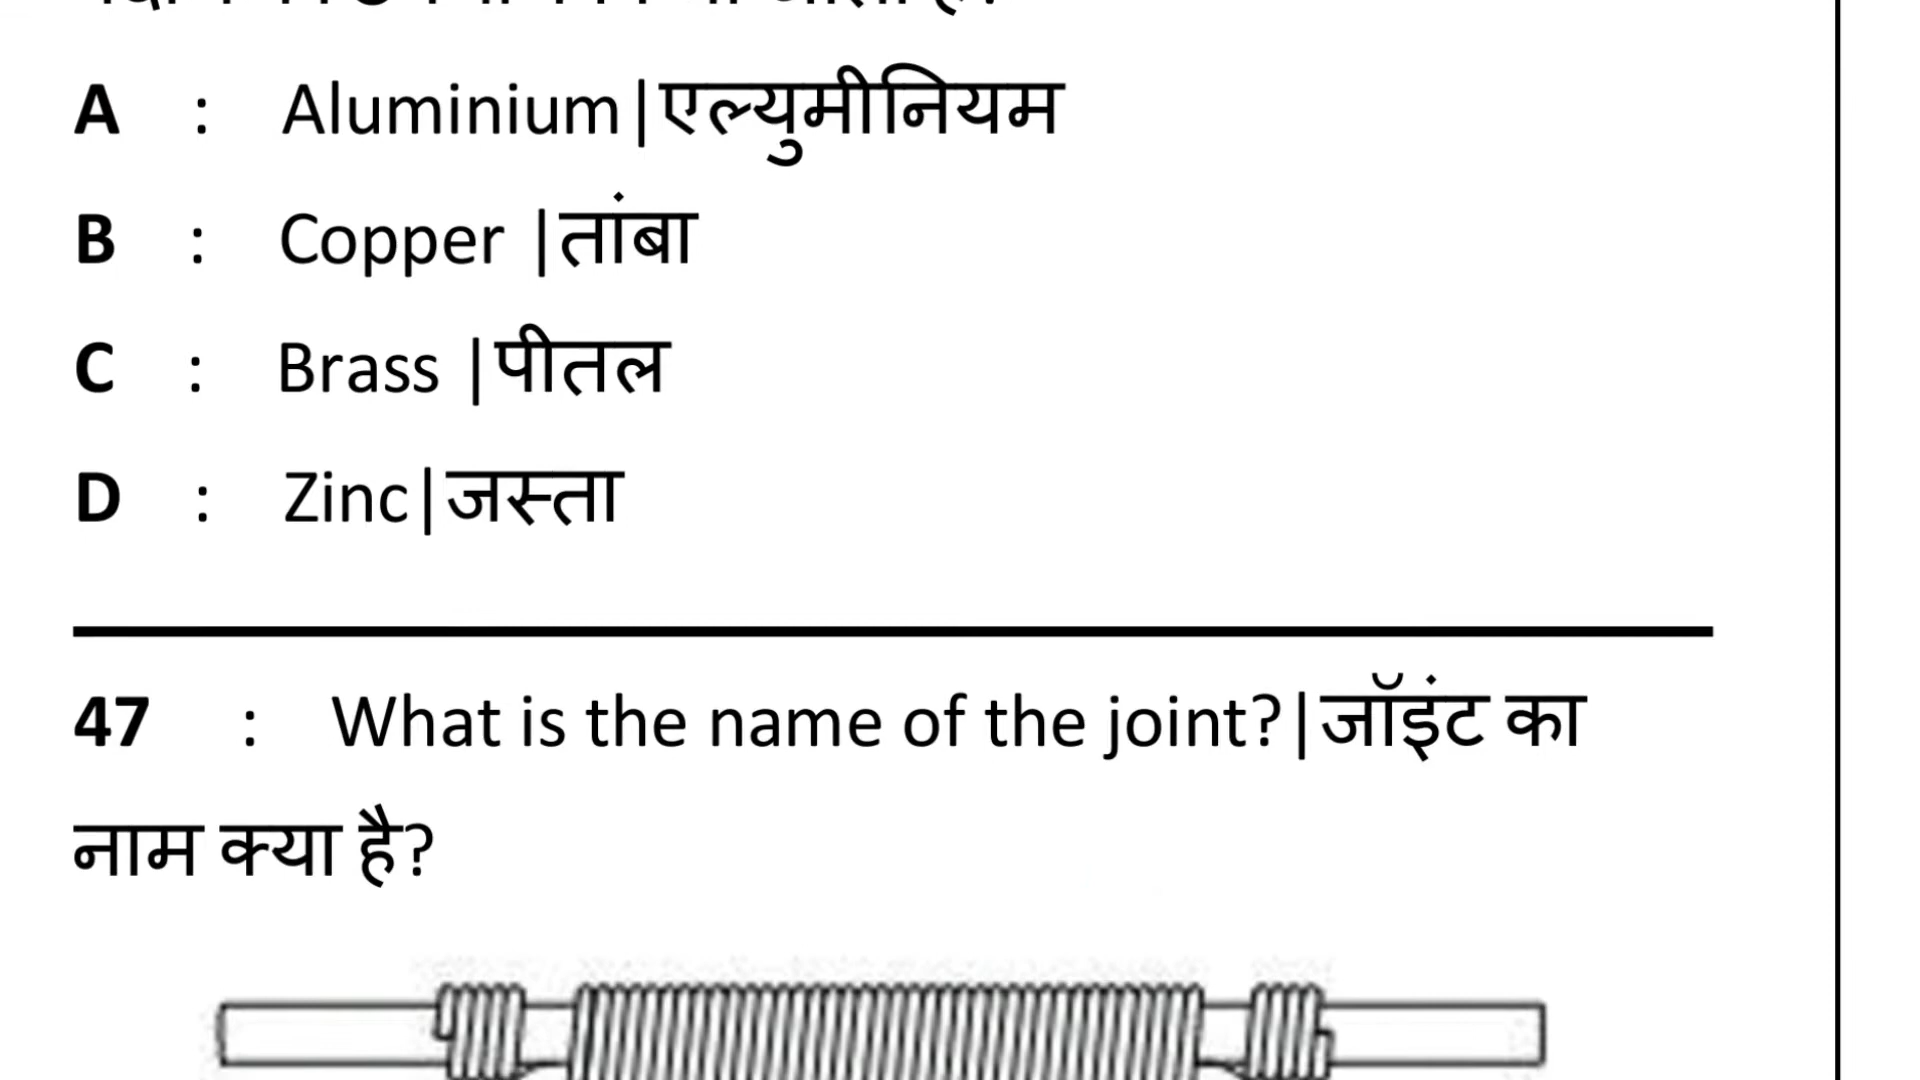 A : Aluminium|एल्युमीनियम
B : Copper |तांबा
C : Brass |पीतल
D : Zinc|जस्ता
47 : What is the name of the joint?|जॉइंट का
नाम क्या है?